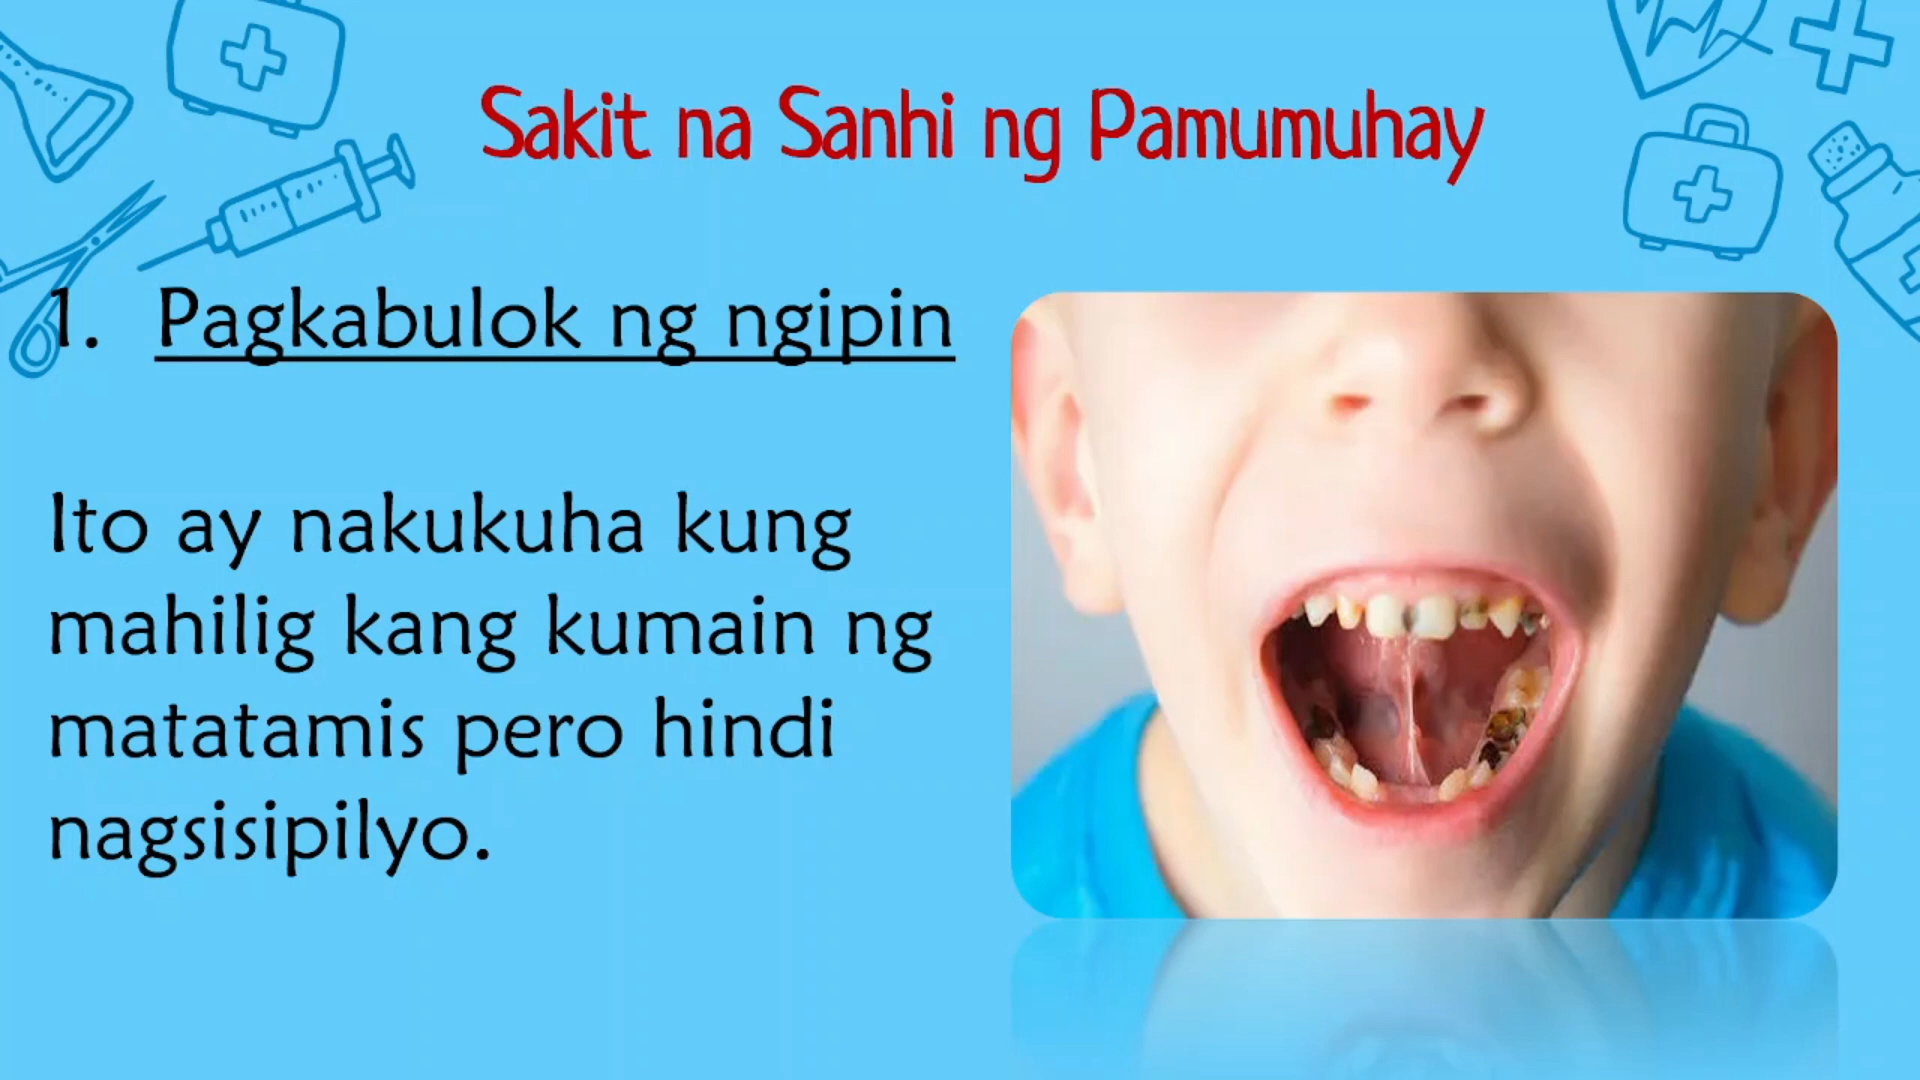 Sakit na Sanhi ng Pamumuhay
1. Pagkabulok ng ngipin
Ito ay nakukuha kung
mahilig kang kumain ng
matatamis pero hindi
nagsisipilyo.